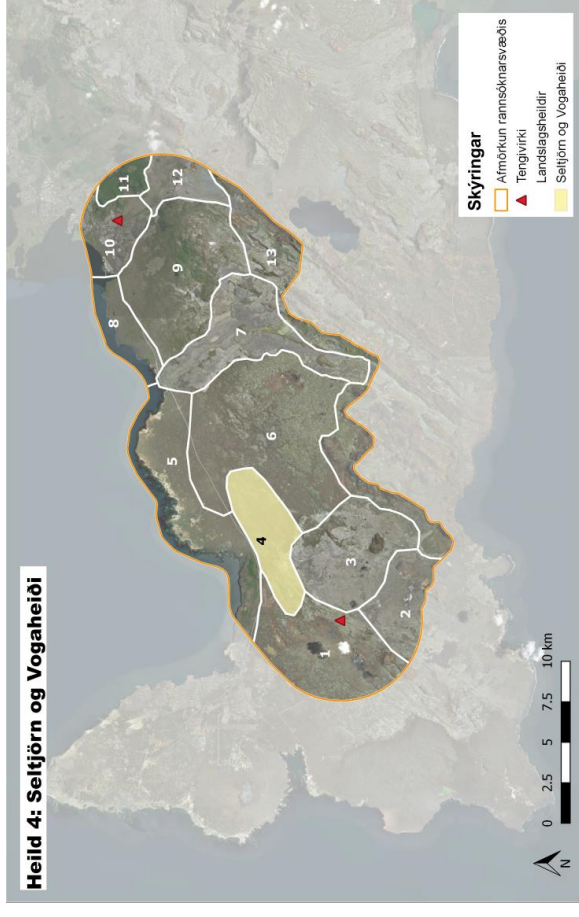 Heild 4: Seltjörn og Vogaheiði
1
2
3
4
5
6
7
8
9
10
11
12
13
Skýringar
Afmörkun rannsóknarsvæðis
Tengivirki
Landslagsheildir
Seltjörn og Vogaheiði
N
0 2.5 5 7.5 10 km